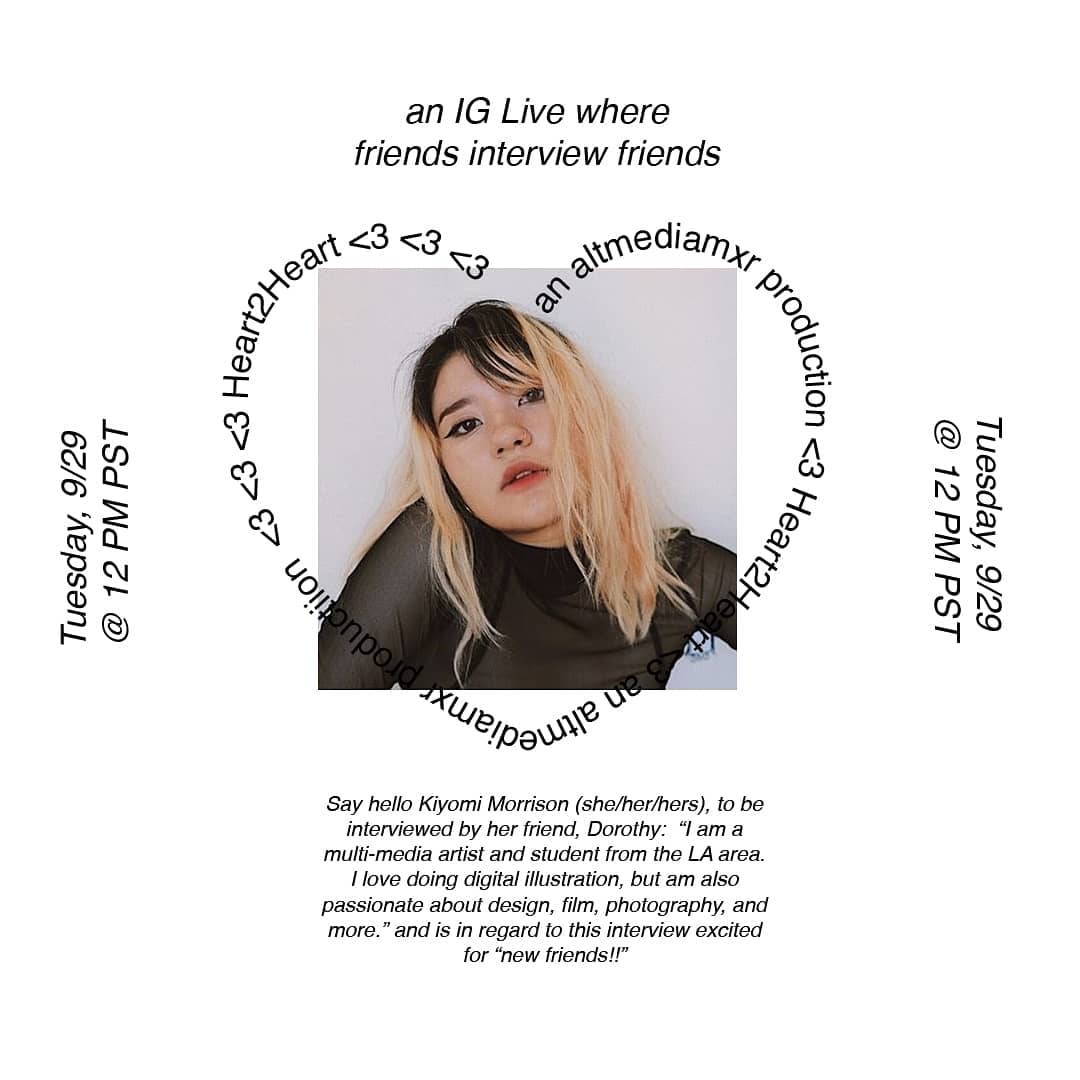 an IG Live where
friends interview friends
<3 <3 <3 Heart2Heart <3 <3 <3
an altmediamxr production <3 Heart2Heart <3 an altmediamxr productiion
Tuesday, 9/29
@ 12 PM PST
Tuesday, 9/29
@ 12 PM PST
Say hello Kiyomi Morrison (she/her/hers), to be
interviewed by her friend, Dorothy:  “I am a
multi-media artist and student from the LA area.
I love doing digital illustration, but am also
passionate about design, film, photography, and
more.” and is in regard to this interview excited
for “new friends!!”